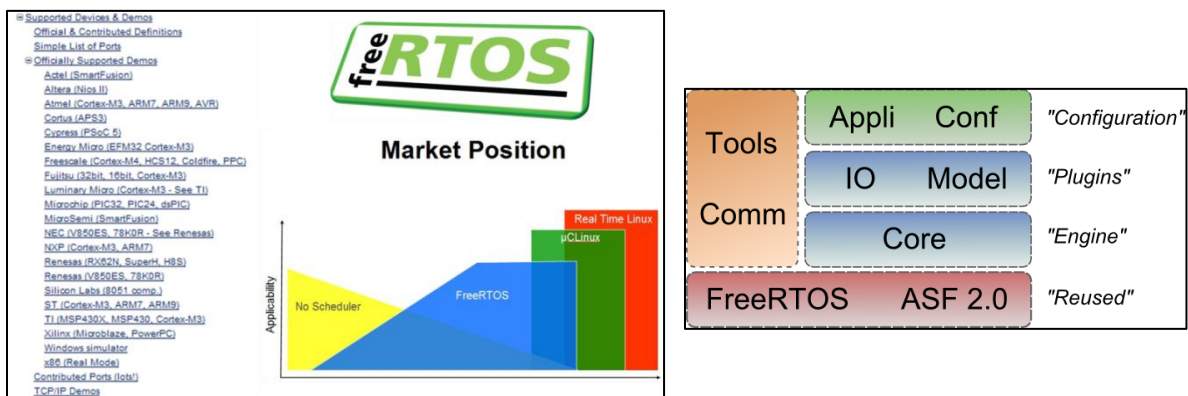 Supported Devices & Demos
Official & Contributed Definitions
Simple List of Ports
Officially Supported Demos
Actel (SmartFusion)
Altera (Nios II)
Atmel (Cortex-M3, ARM7, ARM9, AVR)
Cortus (APS3)
Cypress (PSoC 5)
Energy Micro (EFM32 Cortex-M3)
Freescale (Cortex-M4, HCS12, Coldfire, PPC)
Fujitsu (32bit, 16bit, Cortex-M3)
Luminary Micro (Cortex-M3 - See TI)
Microchip (PIC32, PIC24, dsPIC)
MicroSemi (SmartFusion)
NEC (V850ES, 78K0R - See Renesas)
NXP (Cortex-M3, ARM7)
Renesas (RX62N, SuperH, H8S)
Renesas (V850ES, 78K0R)
Silicon Labs (8051 comp.)
ST (Cortex-M3, ARM7, ARM9)
TI (MSP430X, MSP430, Cortex-M3)
Xilinx (Microblaze, PowerPC)
Windows simulator
x86 (Real Mode)
Contributed Ports (lots!)
TCP/IP Demos
free RTOS
Market Position
Applicability
No Scheduler
FreeRTOS
µCLinux
Real Time Linux
Tools
Comm
Appli Conf
"Configuration"
IO Model
"Plugins"
Core
"Engine"
FreeRTOS ASF 2.0
"Reused"